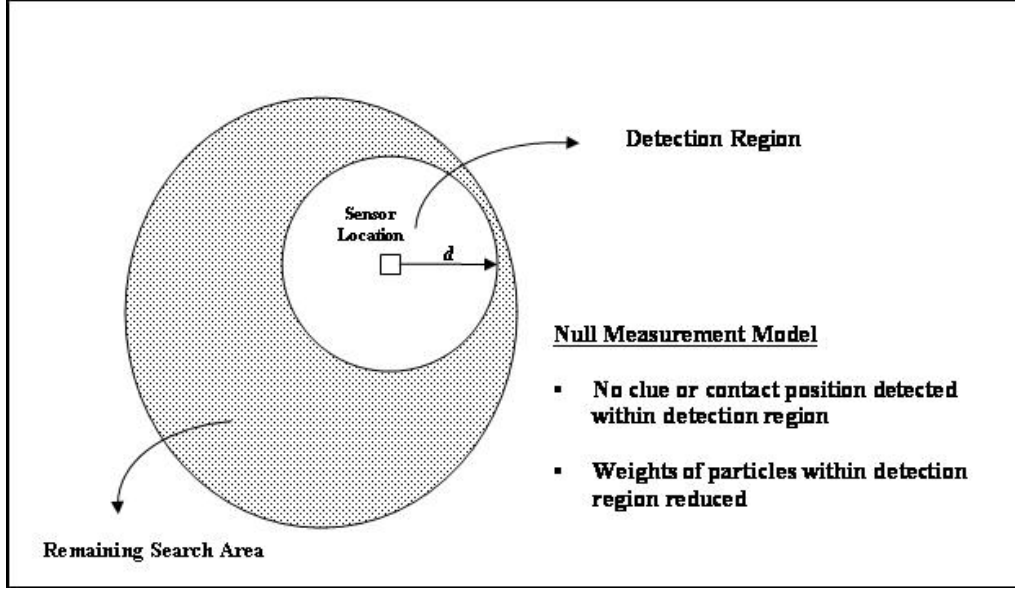 Detection Region
Sensor
Location
d
Null Measurement Model
▪ No clue or contact position detected
within detection region
▪ Weights of particles within detection
region reduced
Remaining Search Area